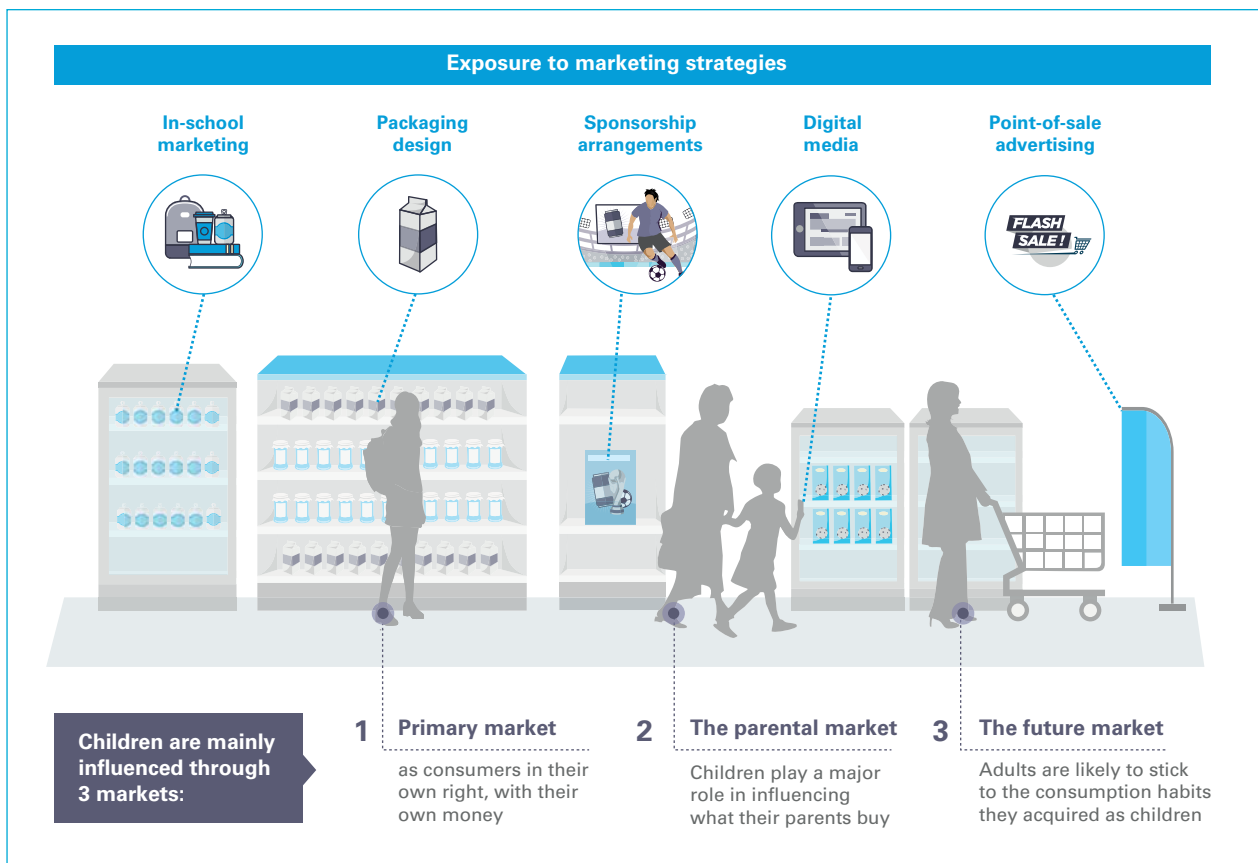 Exposure to marketing strategies
In-school
marketing
Packaging
design
Sponsorship
arrangements
Digital
media
Point-of-sale
advertising
FLASH
SALE!
Children are mainly
influenced through
3 markets:
1 Primary market
as consumers in their
own right, with their
own money
2 The parental market
Children play a major
role in influencing
what their parents buy
3 The future market
Adults are likely to stick
to the consumption habits
they acquired as children